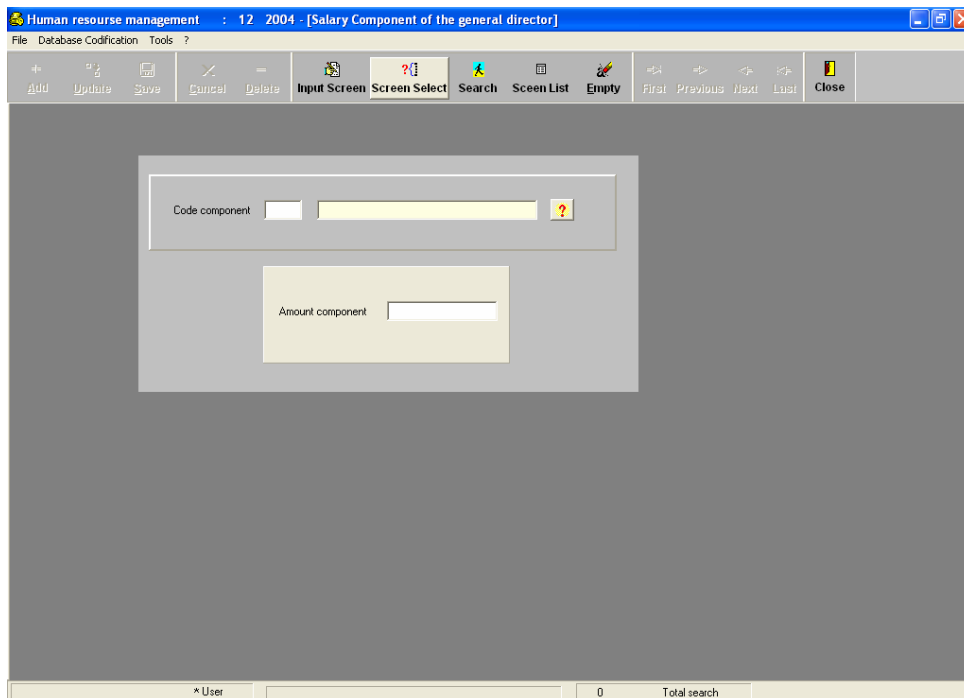 Human resourse management : 12 2004 - [Salary Component of the general director]
File Database Codification Tools ?
Add Update Save Cancel Delete Input Screen Screen Select Search Sceen List Empty First Previous Next Last Close
Code component ?
Amount component
* User 0 Total search